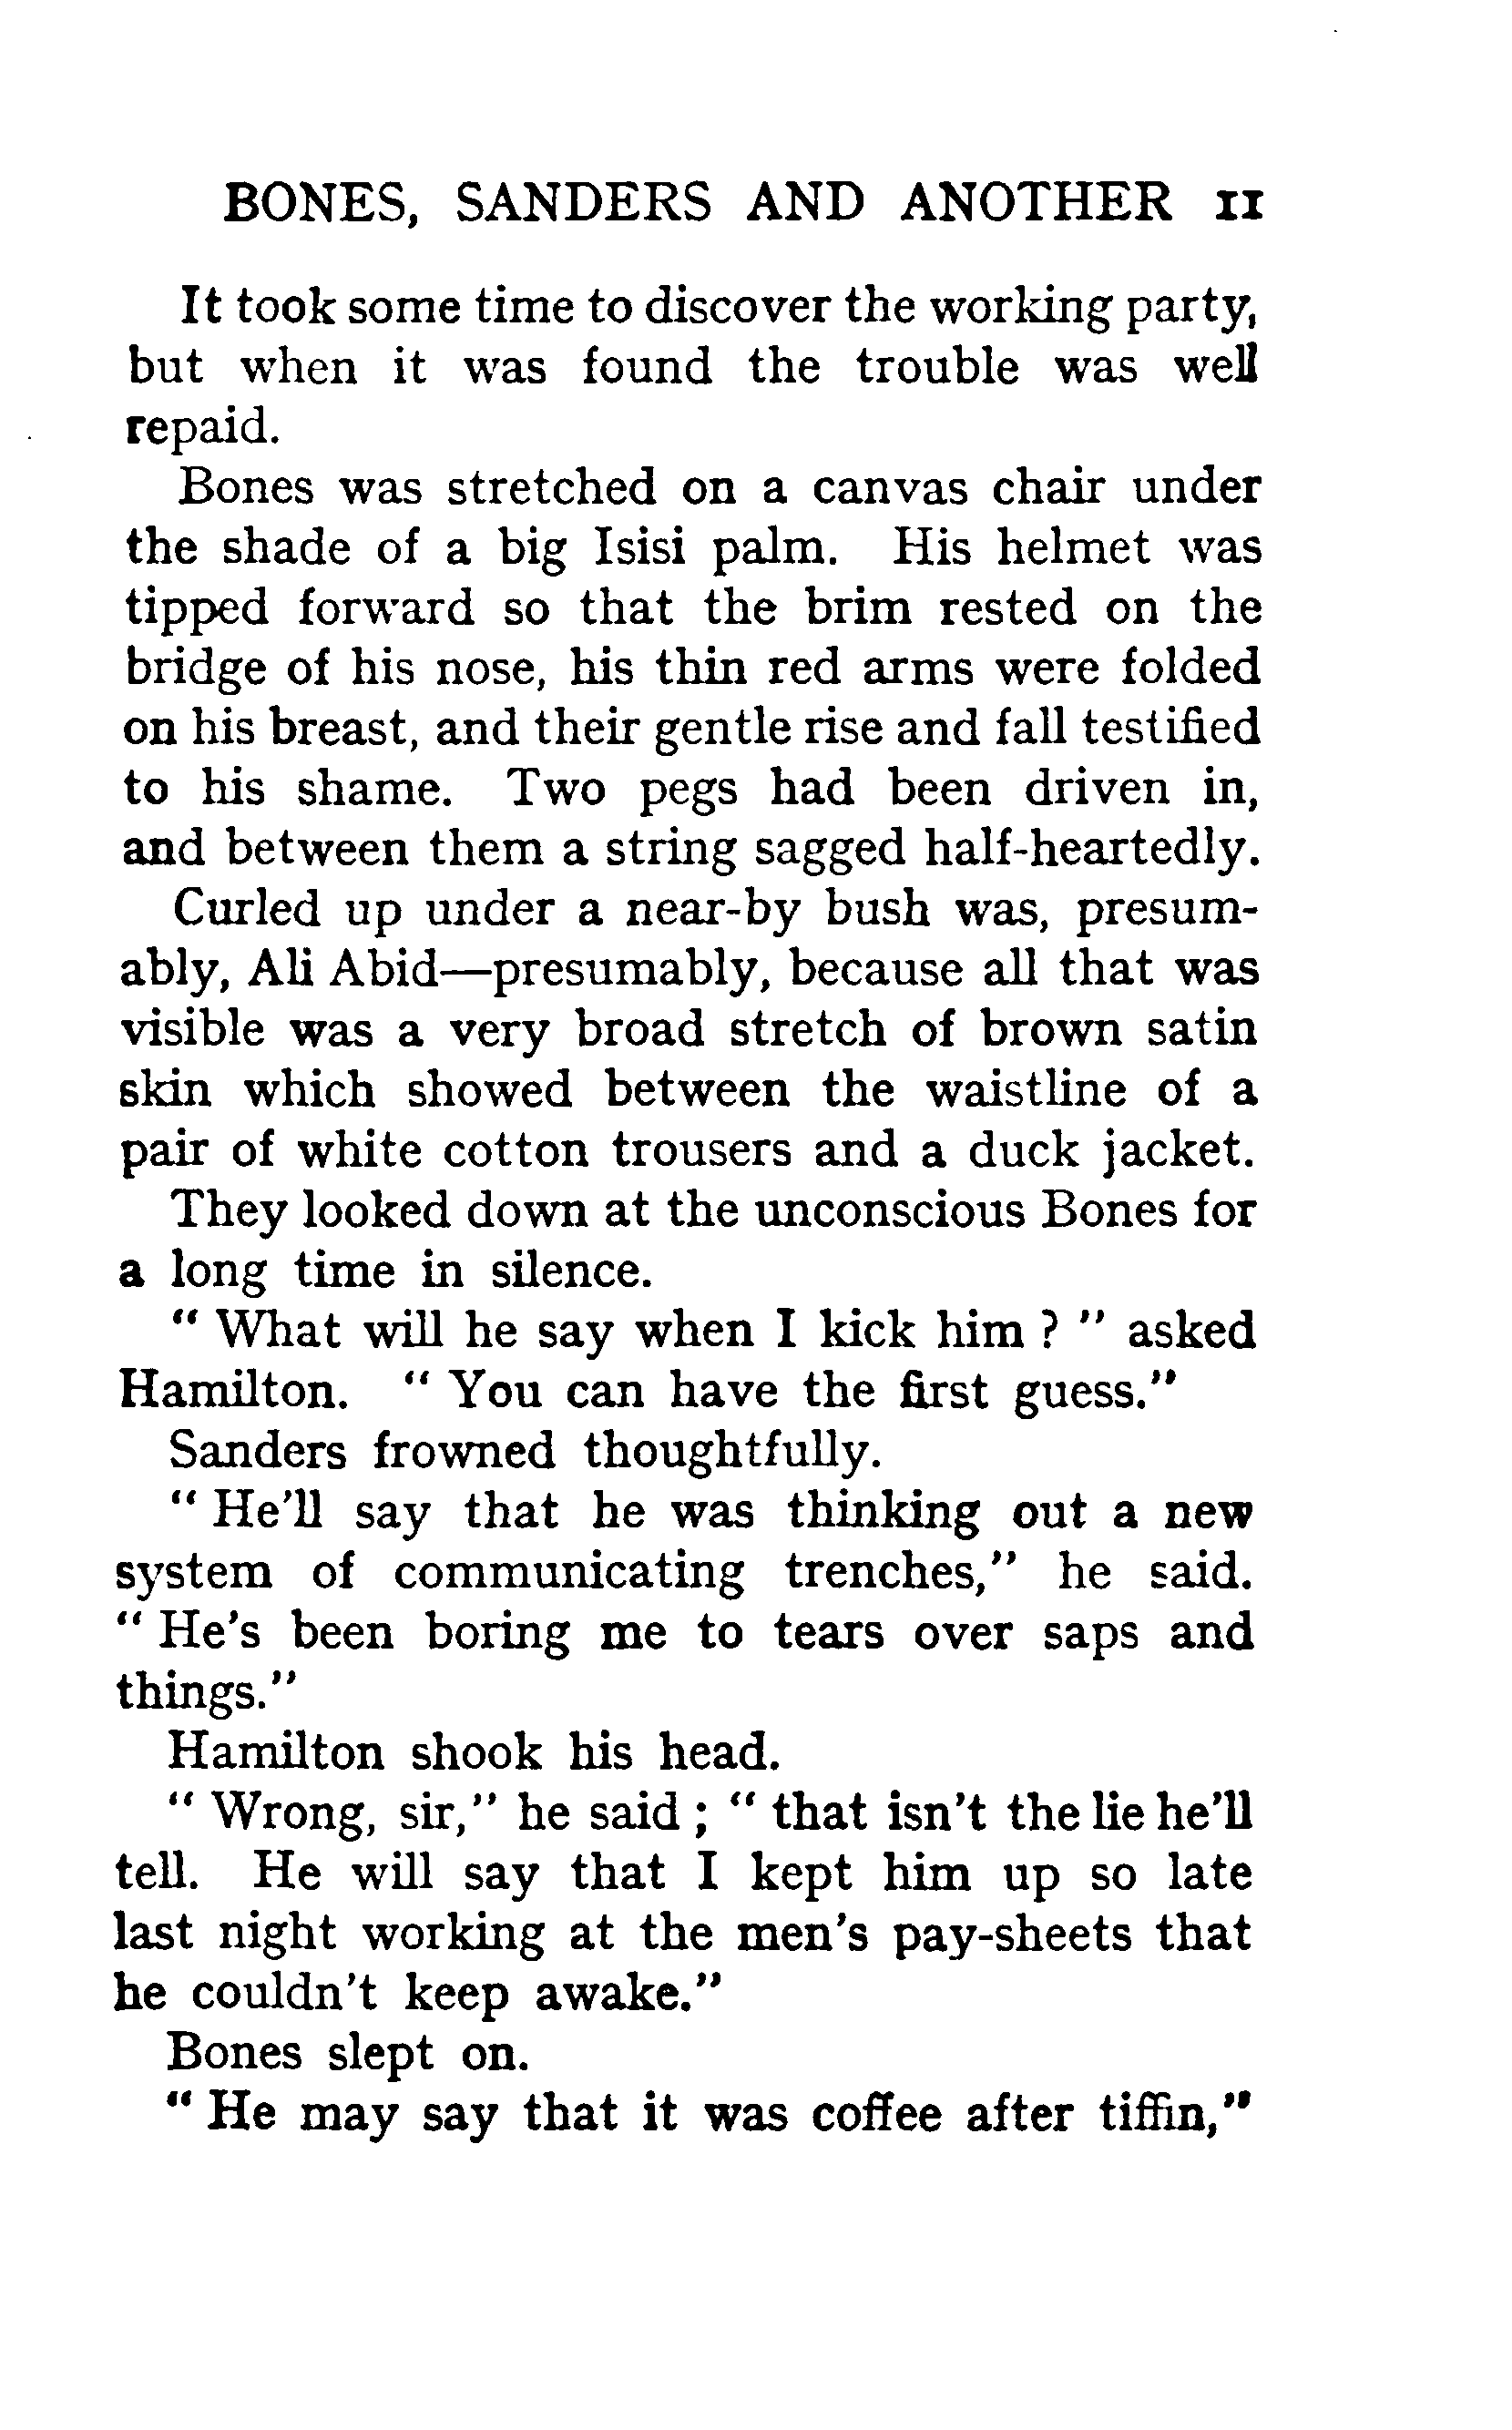 BONES, SANDERS AND ANOTHER 11
It took some time to discover the working party,
but when it was found the trouble was well
repaid.
Bones was stretched on a canvas chair under
the shade of a big Isisi palm. His helmet was
tipped forward so that the brim rested on the
bridge of his nose, his thin red arms were folded
on his breast, and their gentle rise and fall testified
to his shame. Two pegs had been driven in,
and between them a string sagged half-heartedly.
Curled up under a near-by bush was, presum-
ably, Ali Abid—presumably, because all that was
visible was a very broad stretch of brown satin
skin which showed between the waistline of a
pair of white cotton trousers and a duck jacket.
They looked down at the unconscious Bones for
a long time in silence.
“ What will he say when I kick him ? ” asked
Hamilton. “ You can have the first guess.”
Sanders frowned thoughtfully.
“ He'll say that he was thinking out a new
system of communicating trenches,” he said.
“ He's been boring me to tears over saps and
things.”
Hamilton shook his head.
“ Wrong, sir,” he said ; “ that isn't the lie he'll
tell. He will say that I kept him up so late
last night working at the men's pay-sheets that
he couldn't keep awake.”
Bones slept on.
“ He may say that it was coffee after tiffin,”